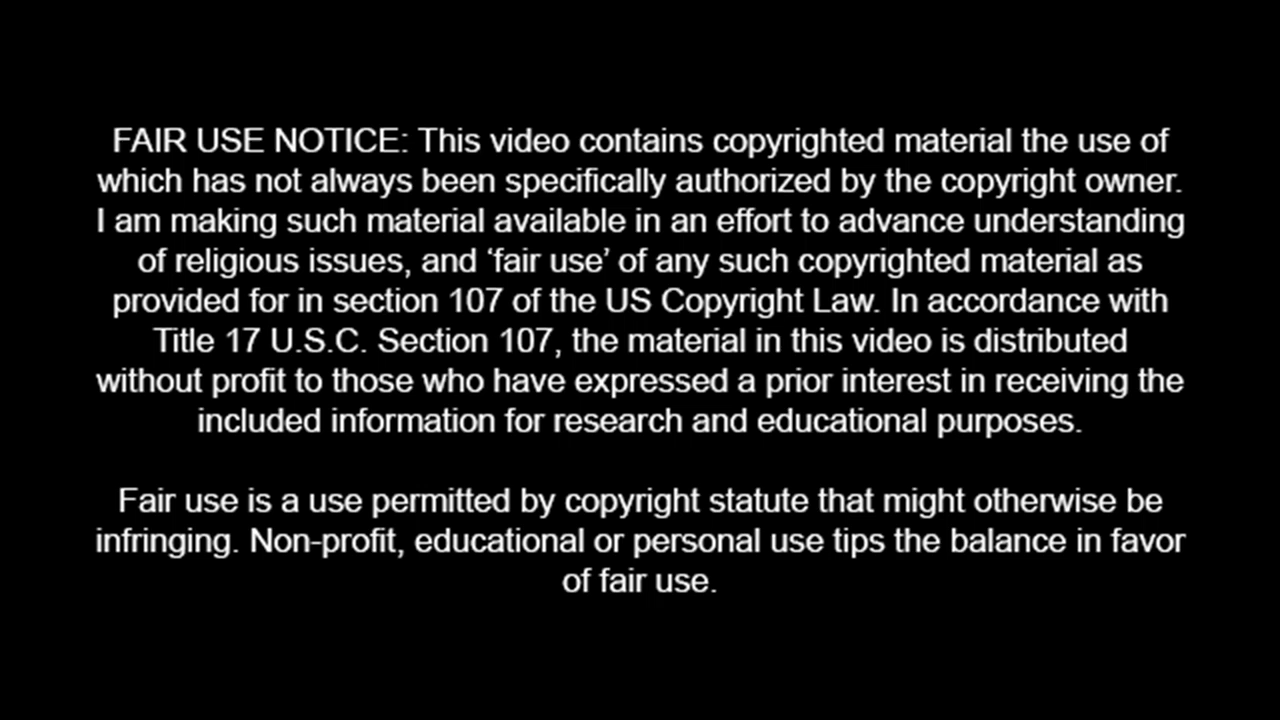 FAIR USE NOTICE: This video contains copyrighted material the use of
which has not always been specifically authorized by the copyright owner.
I am making such material available in an effort to advance understanding
of religious issues, and ‘fair use’ of any such copyrighted material as
provided for in section 107 of the US Copyright Law. In accordance with
Title 17 U.S.C. Section 107, the material in this video is distributed
without profit to those who have expressed a prior interest in receiving the
included information for research and educational purposes.
Fair use is a use permitted by copyright statute that might otherwise be
infringing. Non-profit, educational or personal use tips the balance in favor
of fair use.